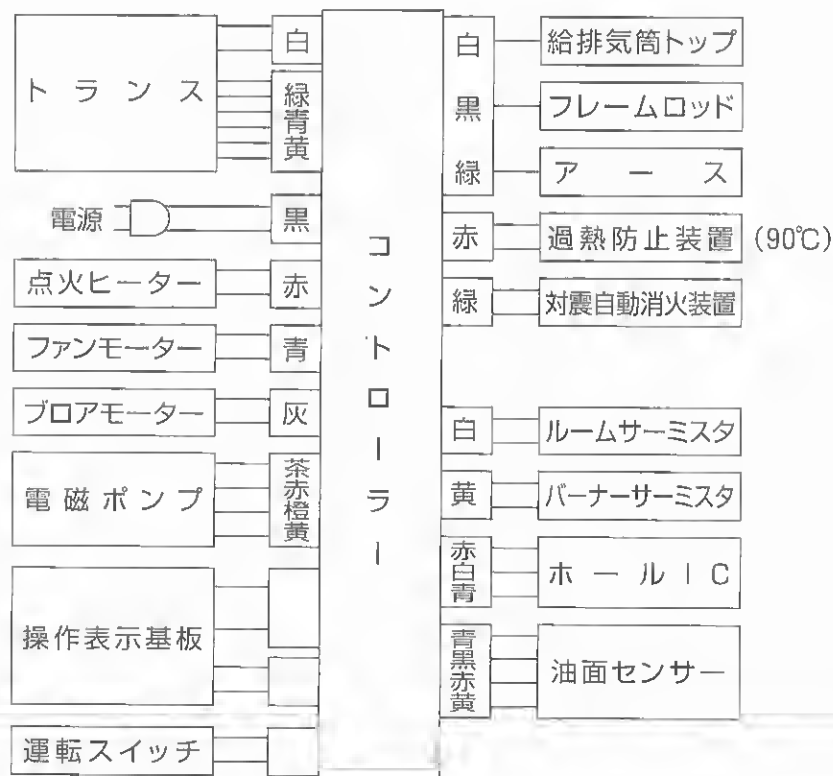 トランス
白
緑
青
黄
電源
黒
点火ヒーター
赤
ファンモーター
青
ブロアモーター
灰
電磁ポンプ
茶
赤
橙
黄
操作表示基板
運転スイッチ
コントローラー
白
給排気筒トップ
黒
フレームロッド
緑
アース
赤
過熱防止装置 (90℃)
緑
対震自動消火装置
白
ルームサーミスタ
黄
バーナーサーミスタ
赤
白
青
ホールIC
青
黒
赤
黄
油面センサー